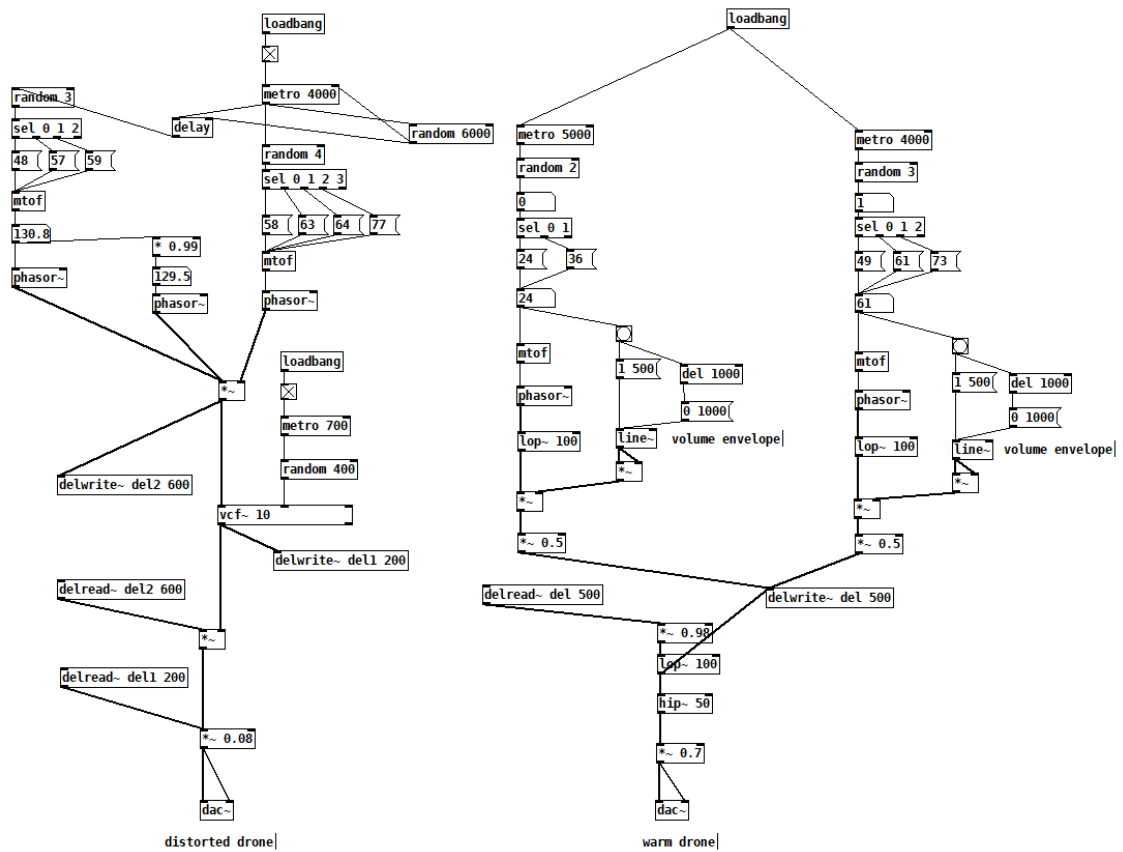 loadbang
metro 4000
random 3
delay
random 6000
sel 0 1 2
random 4
48
57
59
sel 0 1 2 3
mtof
58
63
64
77
130.8
* 0.99
mtof
129.5
phasor~
phasor~
phasor~
loadbang
*~
metro 700
random 400
delwrite~ del2 600
vcf~ 10
delwrite~ del1 200
delread~ del2 600
*~
delread~ del1 200
*~ 0.08
dac~
distorted drone
loadbang
metro 5000
random 2
0
sel 0 1
24
36
24
mtof
1 500
del 1000
phasor~
0 1000
lop~ 100
line~
volume envelope
*~
*~
*~ 0.5
metro 4000
random 3
1
sel 0 1 2
49
61
73
61
mtof
1 500
del 1000
phasor~
0 1000
lop~ 100
line~
volume envelope
*~
*~
*~ 0.5
delread~ del 500
delwrite~ del 500
*~ 0.98
lop~ 100
hip~ 50
*~ 0.7
dac~
warm drone